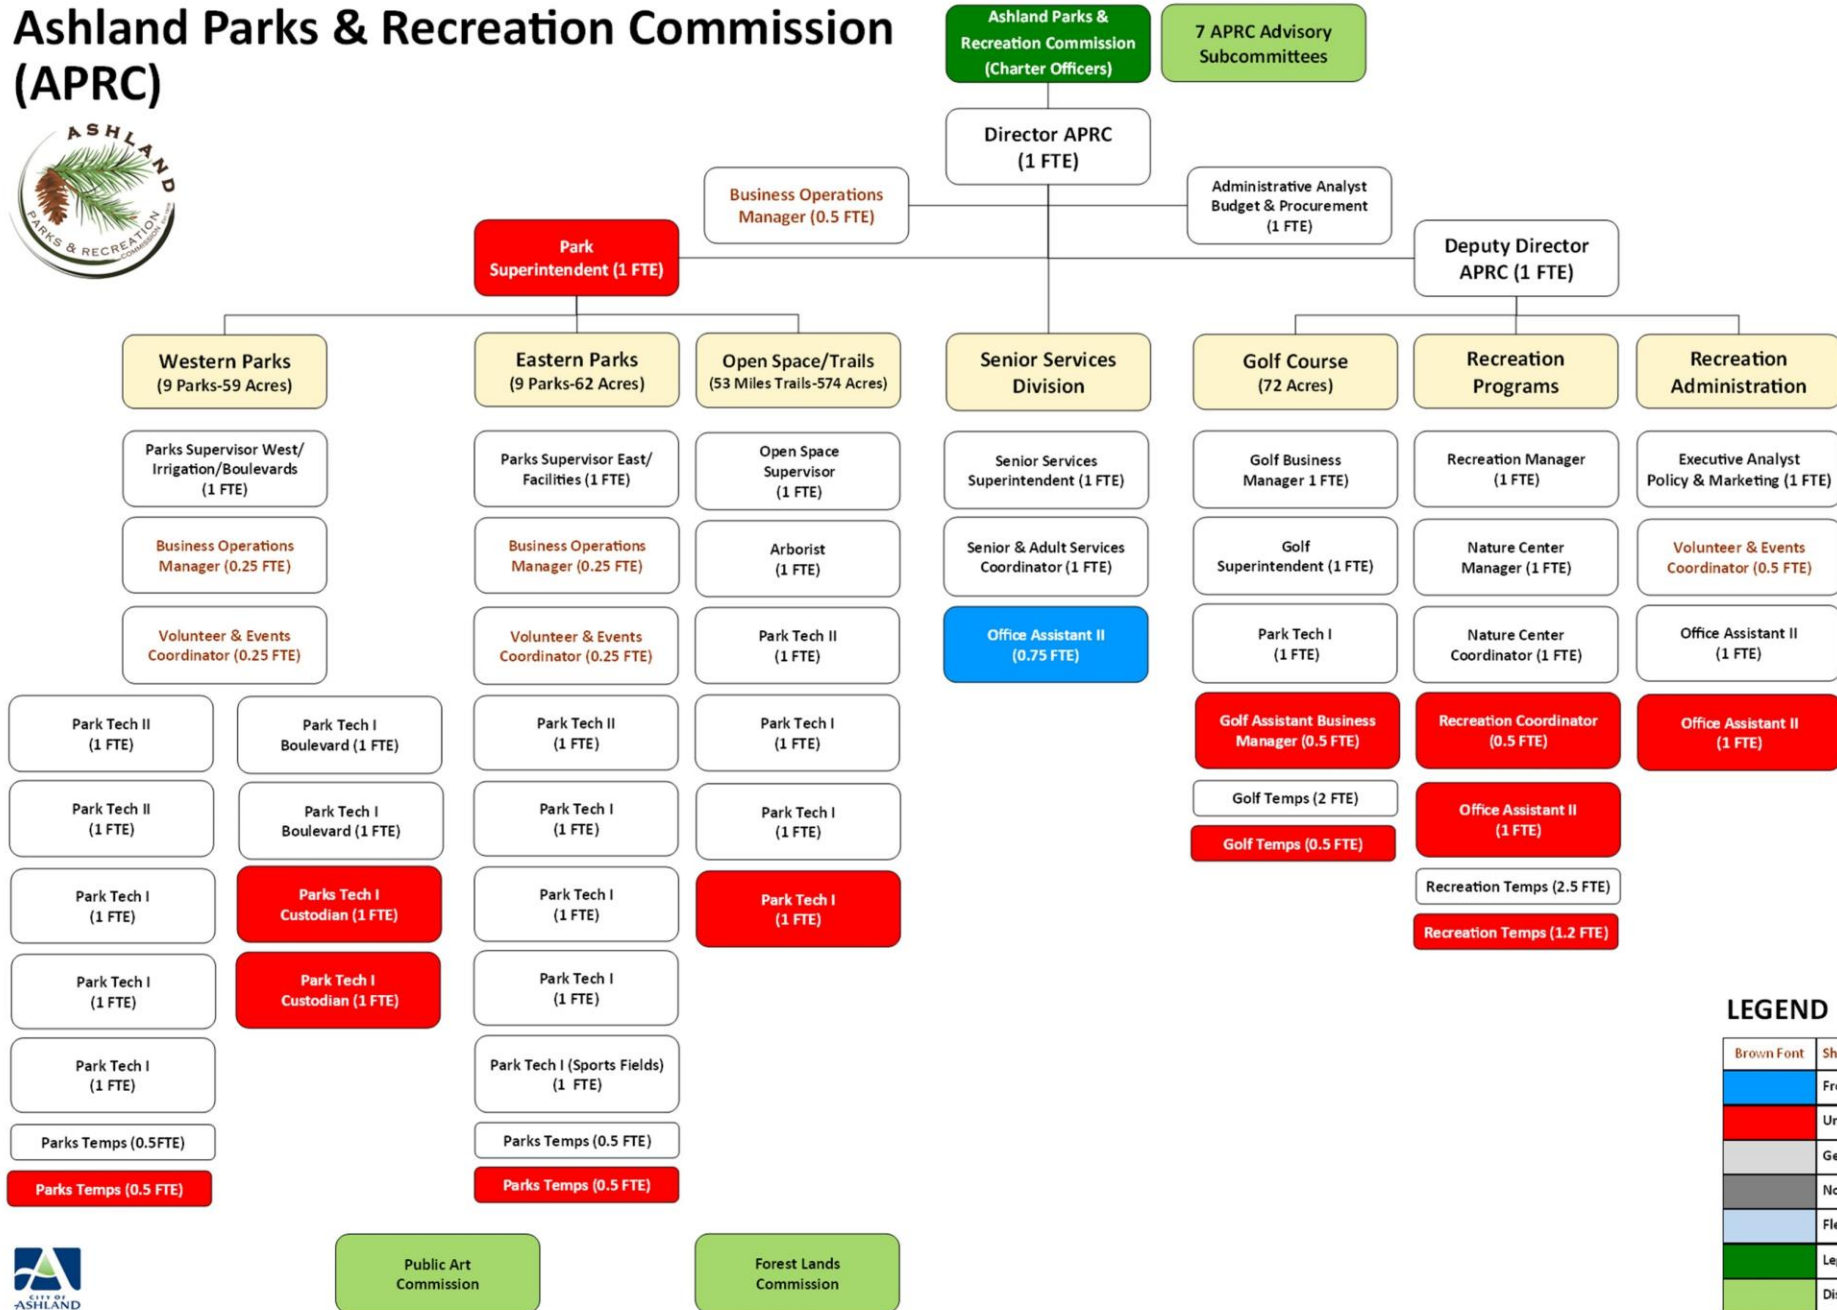 Ashland Parks & Recreation Commission
(APRC)
ASHLAND
PARKS & RECREATION
COMMISSION
Ashland Parks &
Recreation Commission
(Charter Officers)
7 APRC Advisory
Subcommittees
Director APRC
(1 FTE)
Business Operations
Manager (0.5 FTE)
Administrative Analyst
Budget & Procurement
(1 FTE)
Park
Superintendent (1 FTE)
Deputy Director
APRC (1 FTE)
Western Parks
(9 Parks-59 Acres)
Eastern Parks
(9 Parks-62 Acres)
Open Space/Trails
(53 Miles Trails-574 Acres)
Senior Services
Division
Golf Course
(72 Acres)
Recreation
Programs
Recreation
Administration
Parks Supervisor West/
Irrigation/Boulevards
(1 FTE)
Parks Supervisor East/
Facilities (1 FTE)
Open Space
Supervisor
(1 FTE)
Senior Services
Superintendent (1 FTE)
Golf Business
Manager 1 FTE)
Recreation Manager
(1 FTE)
Executive Analyst
Policy & Marketing (1 FTE)
Business Operations
Manager (0.25 FTE)
Business Operations
Manager (0.25 FTE)
Arborist
(1 FTE)
Senior & Adult Services
Coordinator (1 FTE)
Golf
Superintendent (1 FTE)
Nature Center
Manager (1 FTE)
Volunteer & Events
Coordinator (0.5 FTE)
Volunteer & Events
Coordinator (0.25 FTE)
Volunteer & Events
Coordinator (0.25 FTE)
Park Tech II
(1 FTE)
Office Assistant II
(0.75 FTE)
Park Tech I
(1 FTE)
Nature Center
Coordinator (1 FTE)
Office Assistant II
(1 FTE)
Park Tech II
(1 FTE)
Park Tech I
Boulevard (1 FTE)
Park Tech II
(1 FTE)
Park Tech I
(1 FTE)
Golf Assistant Business
Manager (0.5 FTE)
Recreation Coordinator
(0.5 FTE)
Office Assistant II
(1 FTE)
Park Tech II
(1 FTE)
Park Tech I
Boulevard (1 FTE)
Park Tech I
(1 FTE)
Park Tech I
(1 FTE)
Golf Temps (2 FTE)
Golf Temps (0.5 FTE)
Office Assistant II
(1 FTE)
Park Tech I
(1 FTE)
Parks Tech I
Custodian (1 FTE)
Park Tech I
(1 FTE)
Park Tech I
(1 FTE)
Recreation Temps (2.5 FTE)
Recreation Temps (1.2 FTE)
Park Tech I
(1 FTE)
Park Tech I
Custodian (1 FTE)
Park Tech I
(1 FTE)
Park Tech I
(1 FTE)
Park Tech I (Sports Fields)
(1 FTE)
Parks Temps (0.5FTE)
Parks Temps (0.5 FTE)
Parks Temps (0.5 FTE)
Parks Temps (0.5 FTE)
LEGEND
Brown Font Sh
Fr
Un
Ge
No
Fle
Le
Dis
Public Art
Commission
Forest Lands
Commission
CITY OF
ASHLAND